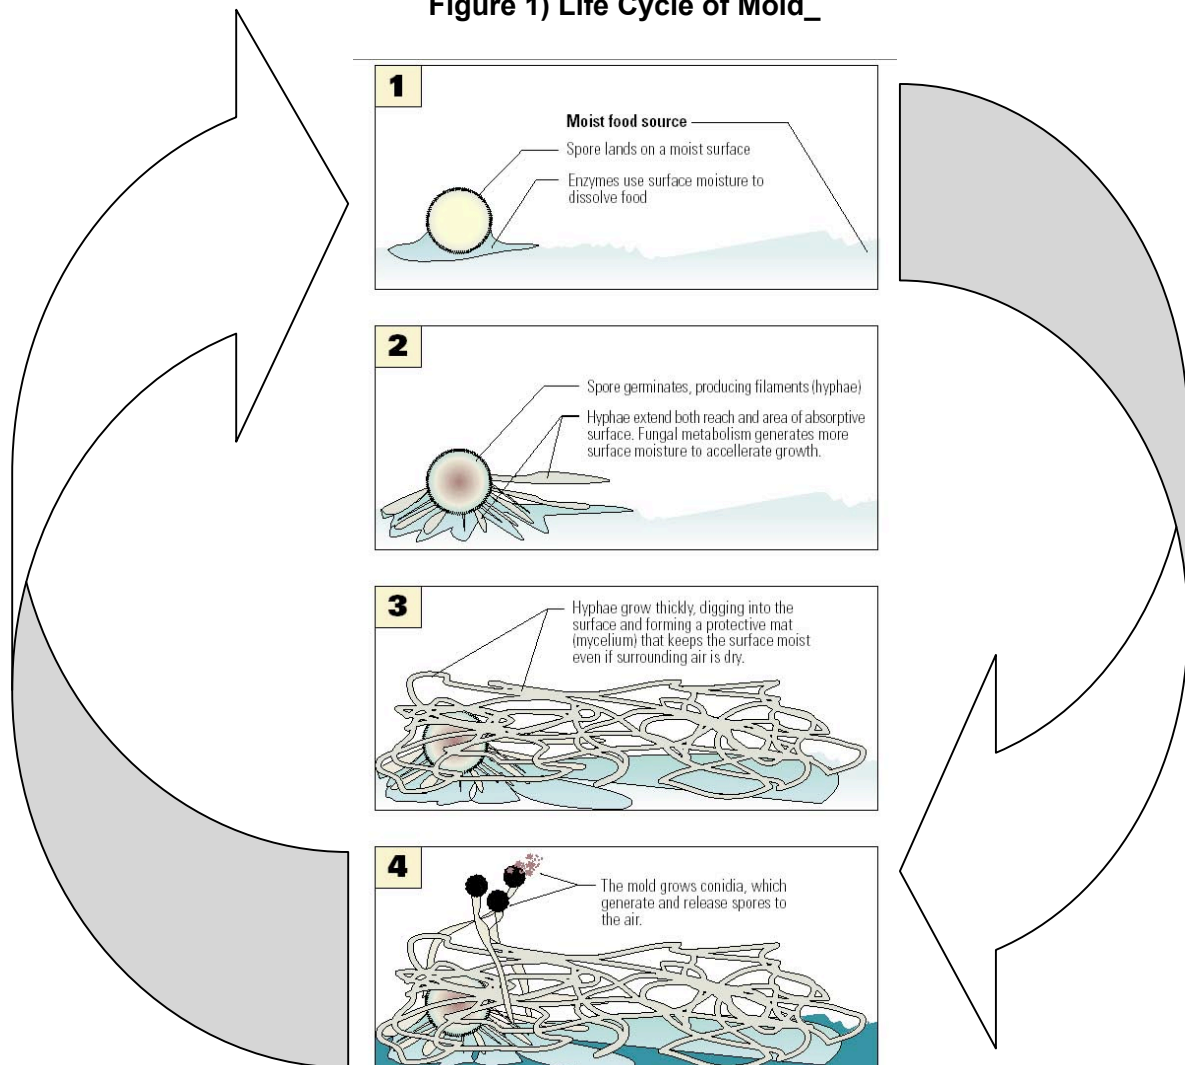 Figure 1) Life Cycle of Mold_
1
Moist food source
Spore lands on a moist surface
Enzymes use surface moisture to
dissolve food
2
Spore germinates, producing filaments (hyphae)
Hyphae extend both reach and area of absorptive
surface. Fungal metabolism generates more
surface moisture to accellerate growth.
3
Hyphae grow thickly, digging into the
surface and forming a protective mat
(mycelium) that keeps the surface moist
even if surrounding air is dry.
4
The mold grows conidia, which
generate and release spores to
the air.